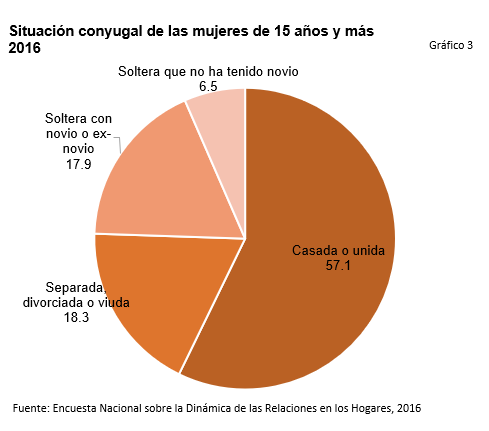 Situación conyugal de las mujeres de 15 años y más
2016
Gráfico 3
Soltera que no ha tenido novio
6.5
Soltera con
novio o ex-
novio
17.9
Casada o unida
57.1
Separada,
divorciada o viuda
18.3
Fuente: Encuesta Nacional sobre la Dinámica de las Relaciones en los Hogares, 2016